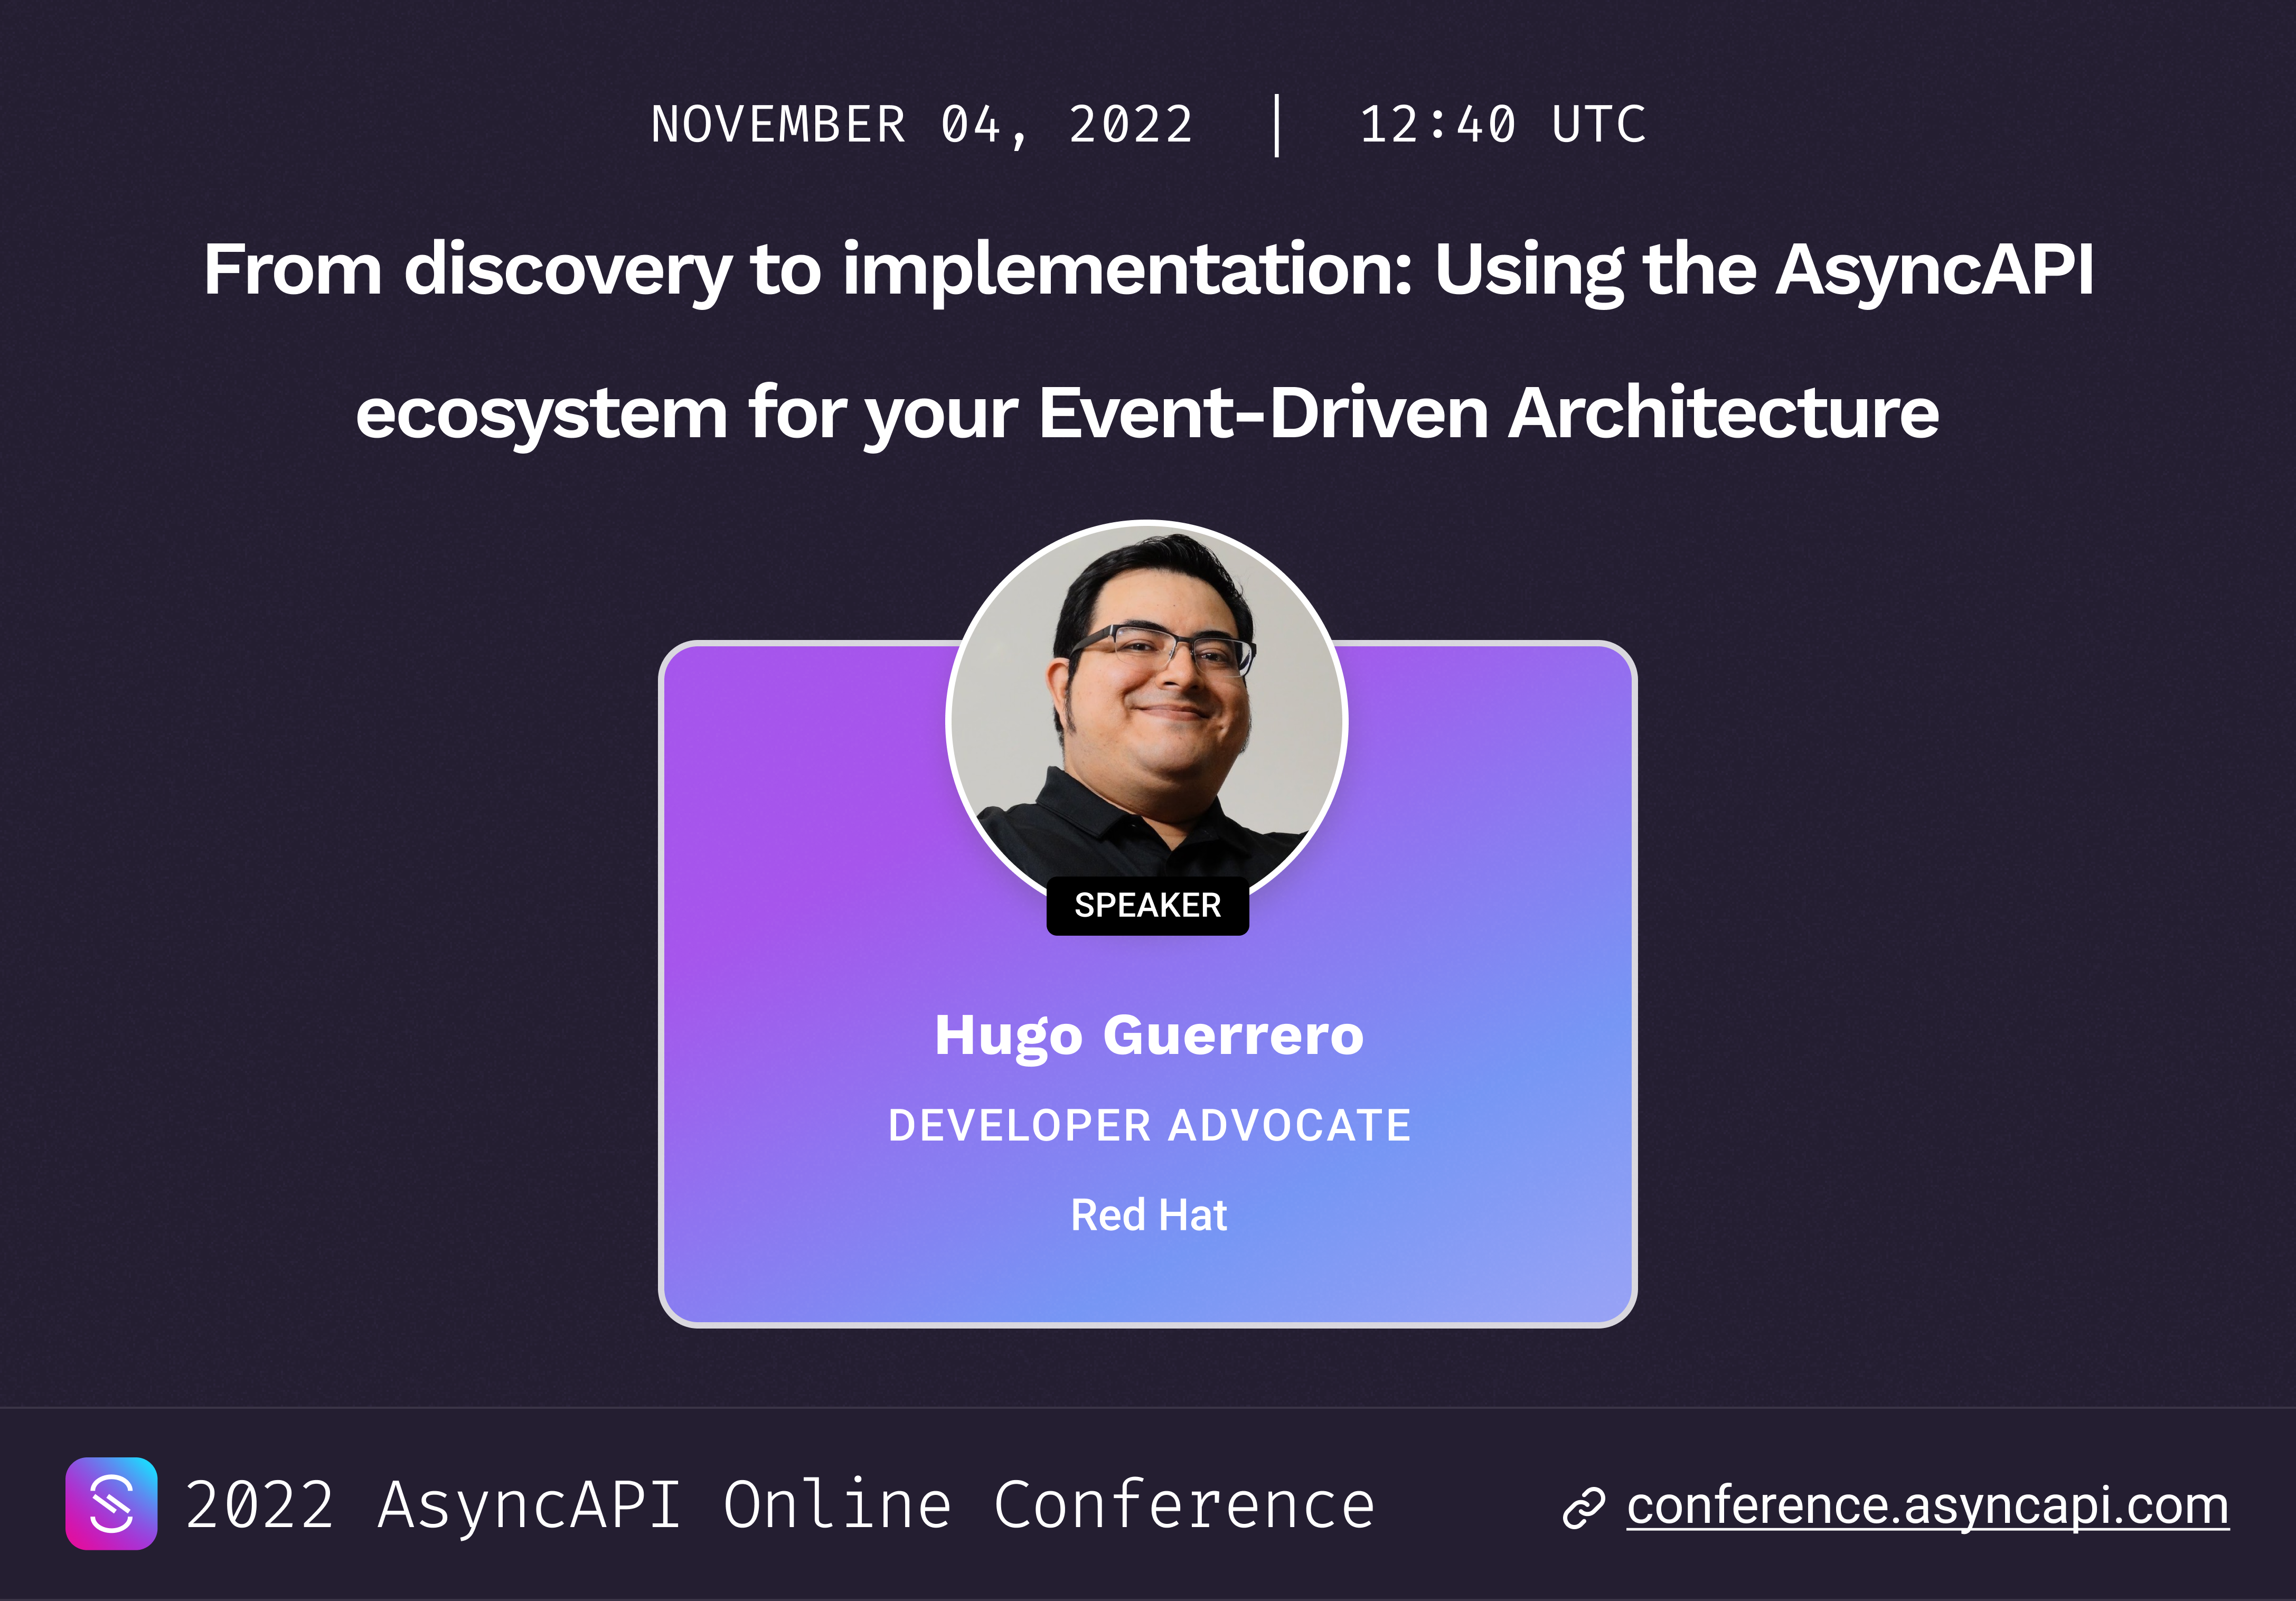 NOVEMBER 04, 2022 | 12:40 UTC
From discovery to implementation: Using the AsyncAPI
ecosystem for your Event-Driven Architecture
SPEAKER
Hugo Guerrero
DEVELOPER ADVOCATE
Red Hat
2022 AsyncAPI Online Conference
conference.asyncapi.com